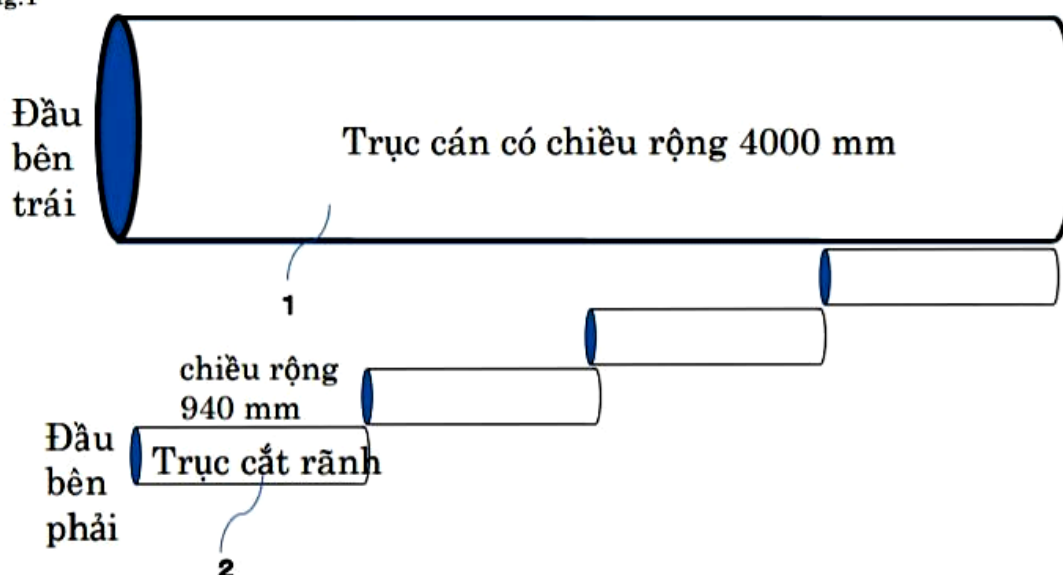 Đầu
bên
trái
Trục cán có chiều rộng 4000 mm
1
chiều rộng
940 mm
Đầu
bên
phải
Trục cắt rãnh
2